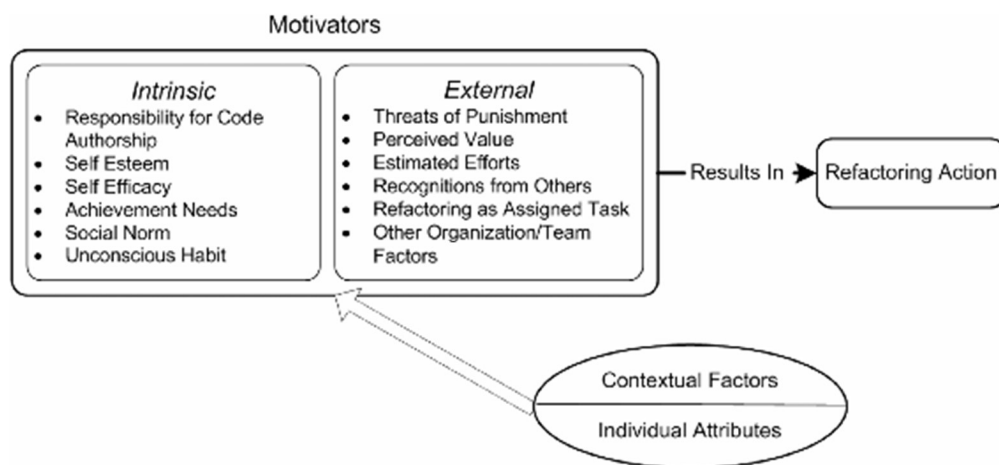 Motivators
Intrinsic
• Responsibility for Code
Authorship
• Self Esteem
• Self Efficacy
• Achievement Needs
• Social Norm
• Unconscious Habit
External
• Threats of Punishment
• Perceived Value
• Estimated Efforts
• Recognitions from Others
• Refactoring as Assigned Task
• Other Organization/Team
Factors
Results In
Refactoring Action
Contextual Factors
Individual Attributes